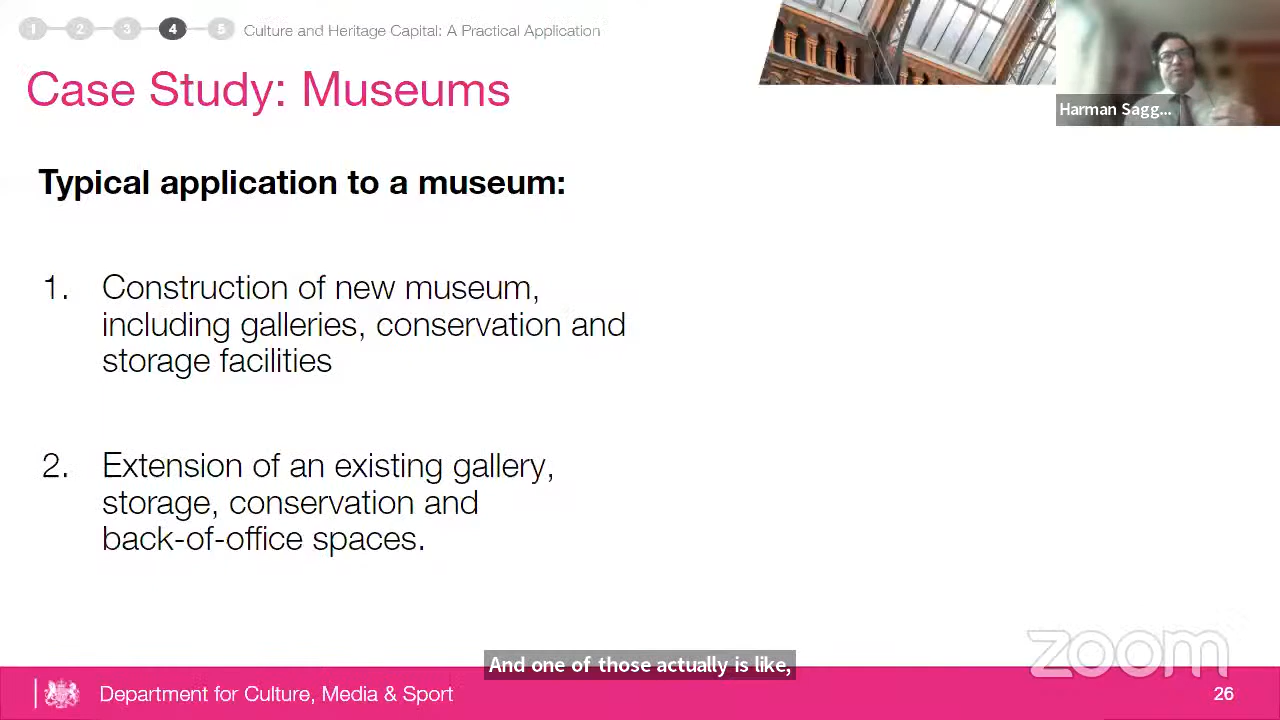 1 2 3 4 5 Culture and Heritage Capital: A Practical Application
Case Study: Museums
Harman Sagg...
Typical application to a museum:
1. Construction of new museum,
including galleries, conservation and
storage facilities
2. Extension of an existing gallery,
storage, conservation and
back-of-office spaces.
zoom
And one of those actually is like,
Department for Culture, Media & Sport
26